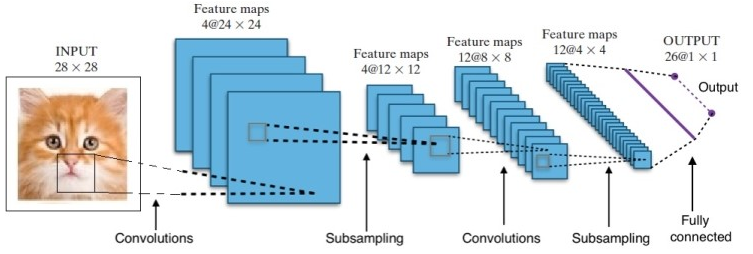 Feature maps
4@24 × 24
INPUT
28 × 28
Feature maps
4@12 × 12
Feature maps
12@8 × 8
Feature maps
12@4 × 4
OUTPUT
26@1 × 1
Output
Convolutions
Subsampling
Convolutions
Subsampling
Fully
connected